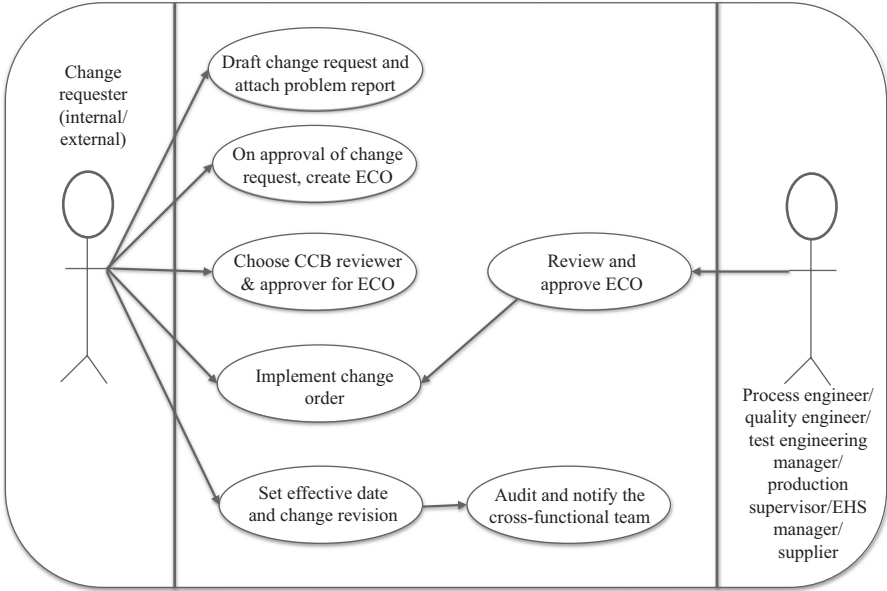 Change
requester
(internal/
external)
Draft change request and
attach problem report
On approval of change
request, create ECO
Choose CCB reviewer
& approver for ECO
Review and
approve ECO
Implement change
order
Set effective date
and change revision
Audit and notify the
cross-functional team
Process engineer/
quality engineer/
test engineering
manager/
production
supervisor/EHS
manager/
supplier